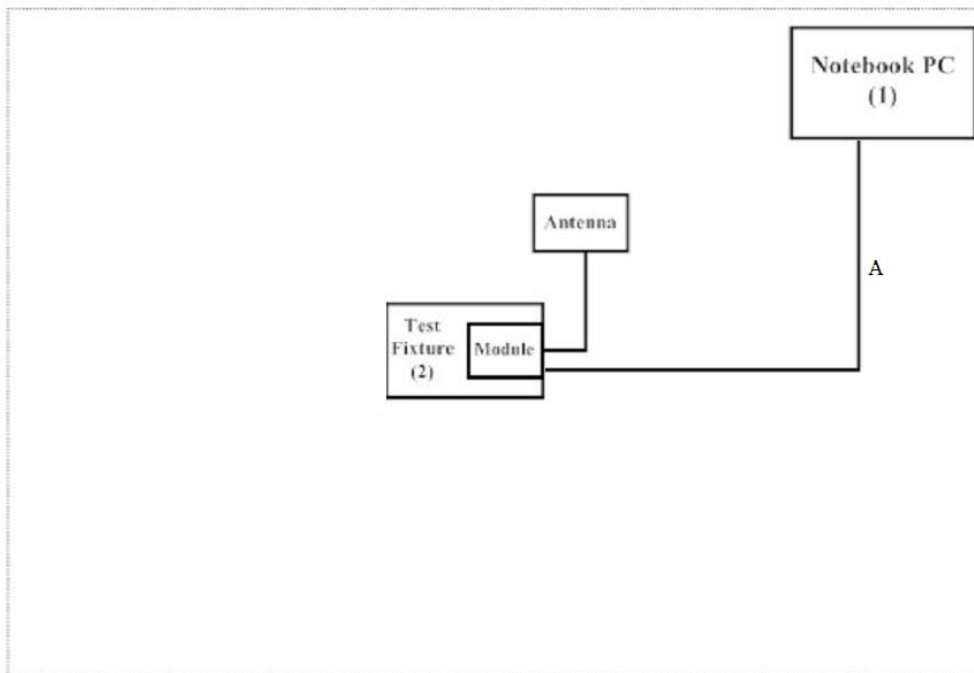 Notebook PC
(1)
Antenna
A
Test
Fixture
(2)
Module